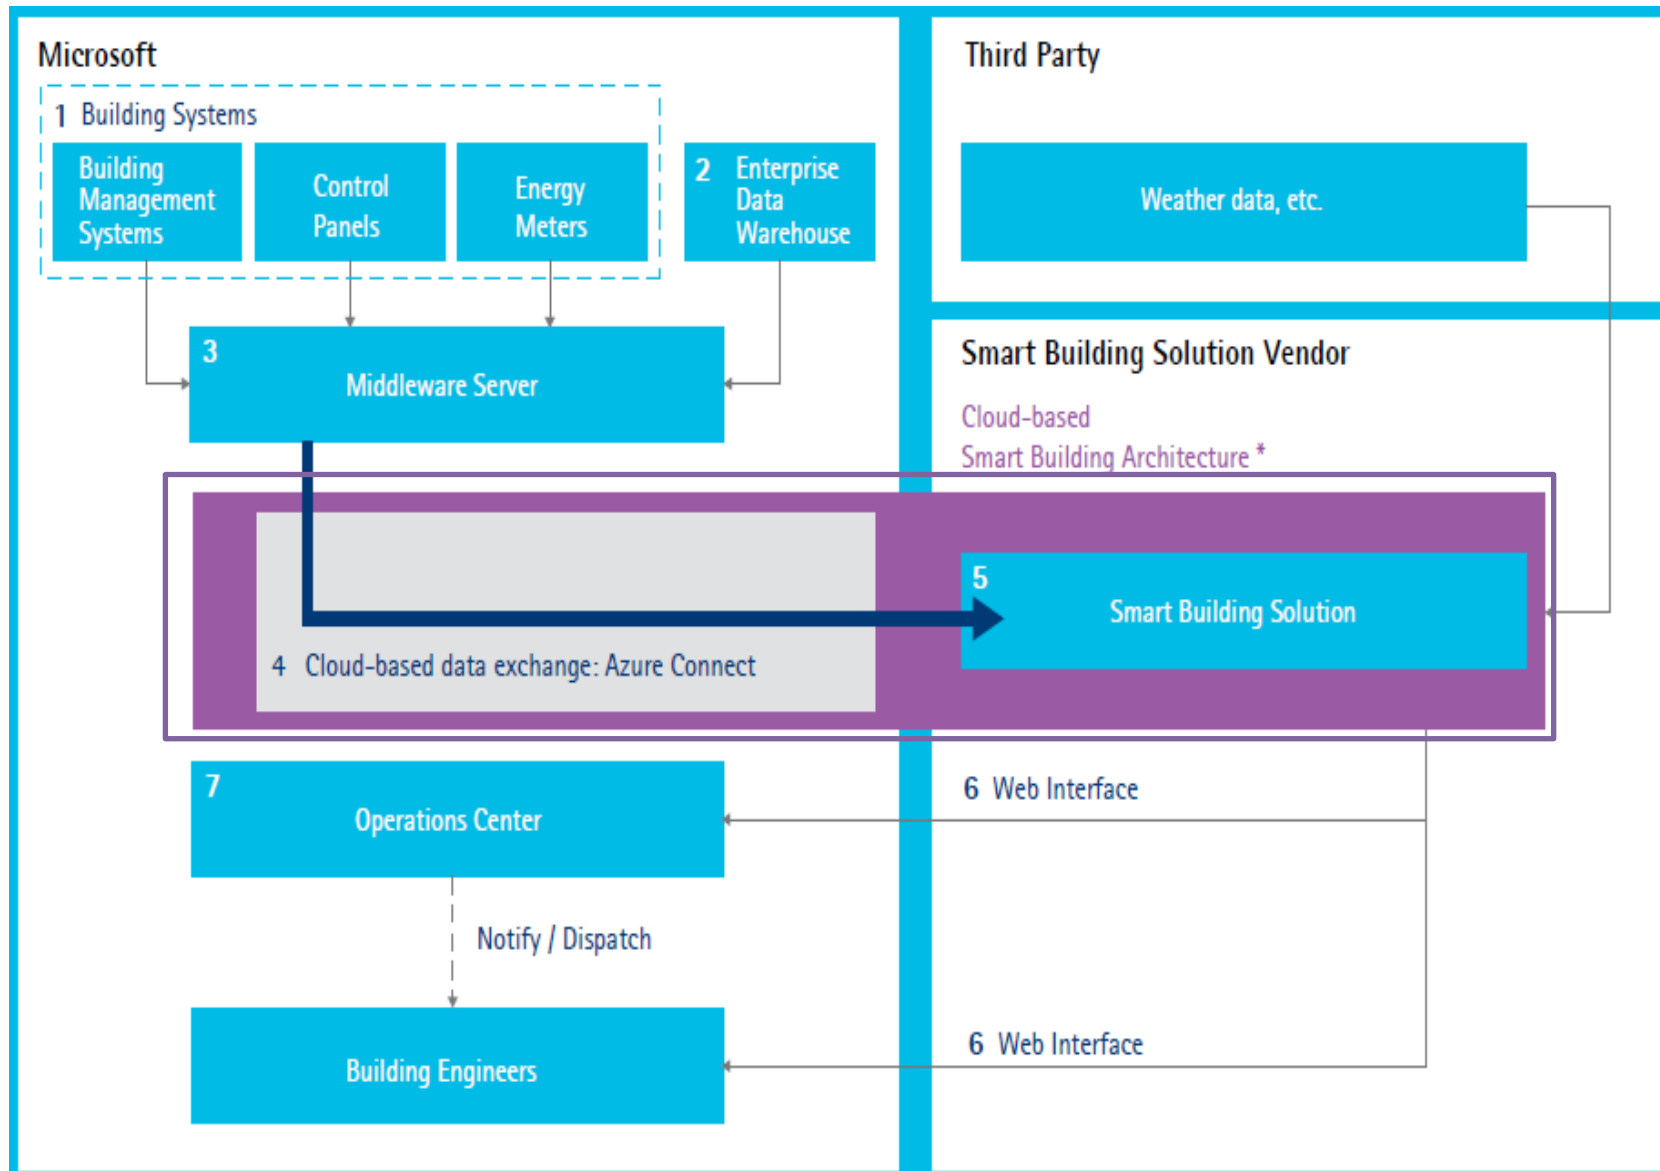 Microsoft
1 Building Systems
Building
Management
Systems
Control
Panels
Energy
Meters
2 Enterprise
Data
Warehouse
3
Middleware Server
4 Cloud-based data exchange: Azure Connect
7
Operations Center
Notify / Dispatch
Building Engineers
Third Party
Weather data, etc.
Smart Building Solution Vendor
Cloud-based
Smart Building Architecture *
5
Smart Building Solution
6 Web Interface
6 Web Interface